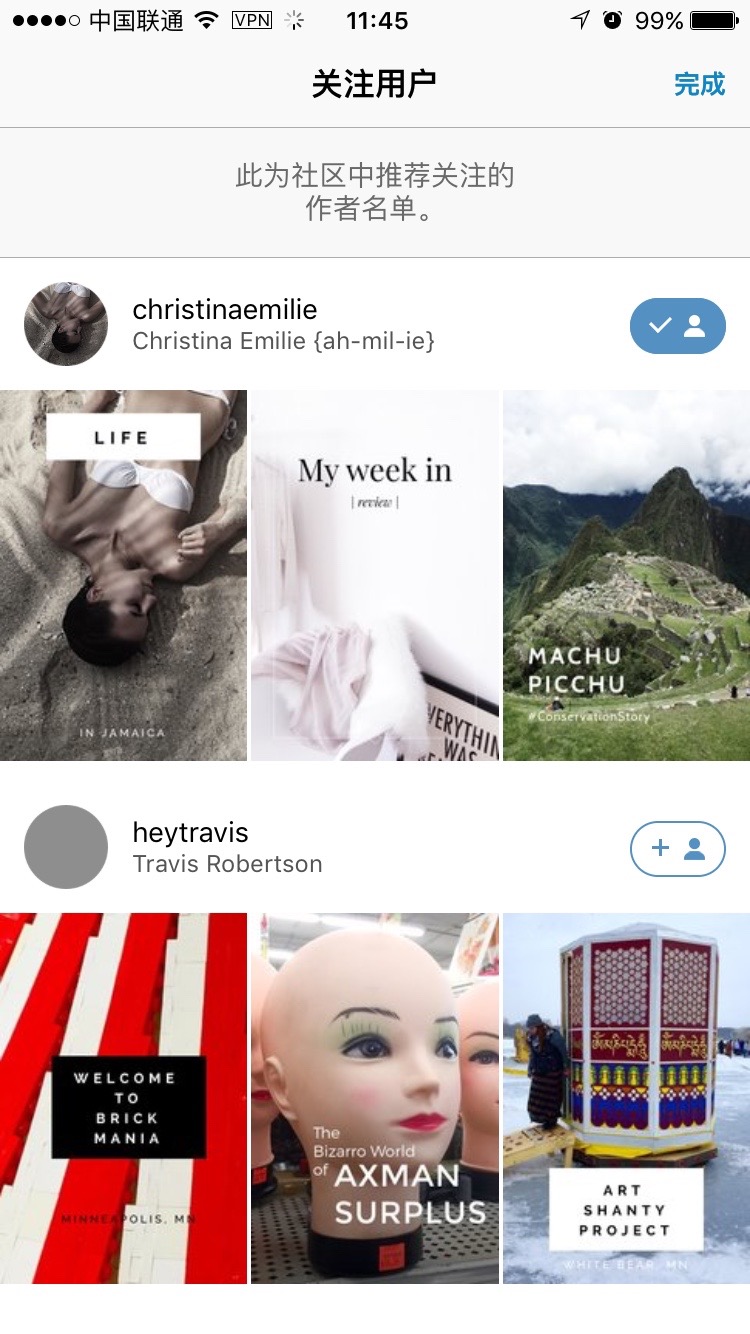 中国联通 VPN 11:45 99%
关注用户 完成
此为社区中推荐关注的
作者名单。
christinaemilie
Christina Emilie {ah-mil-ie}
LIFE
IN JAMAICA
My week in
| review |
VERYTHIN
WAS
MACHU
PICCHU
#ConservationStory
heytravis
Travis Robertson
WELCOME
TO
BRICK
MANIA
MINNEAPOLIS, MN
The
Bizarro World
of AXMAN
SURPLUS
ART
SHANTY
PROJECT
WHITE BEAR, MN